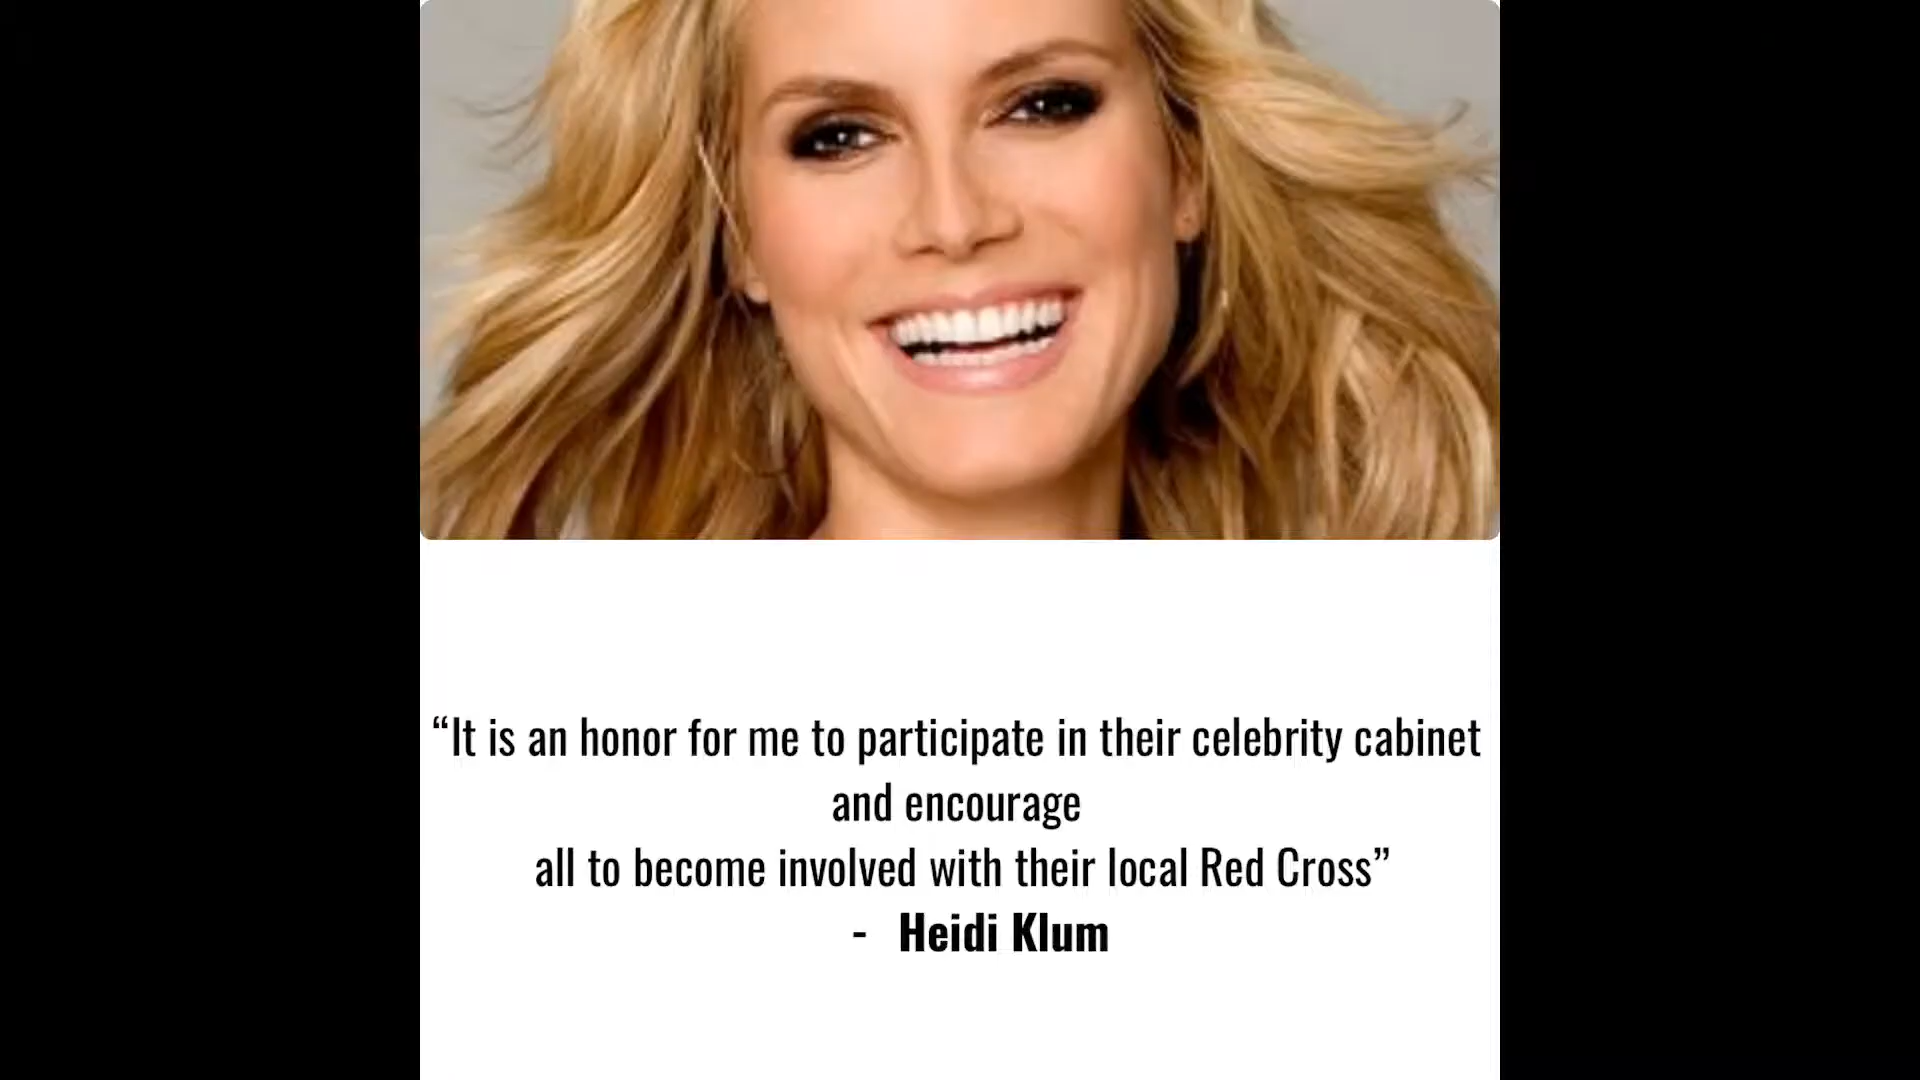 “It is an honor for me to participate in their celebrity cabinet
and encourage
all to become involved with their local Red Cross”
- Heidi Klum